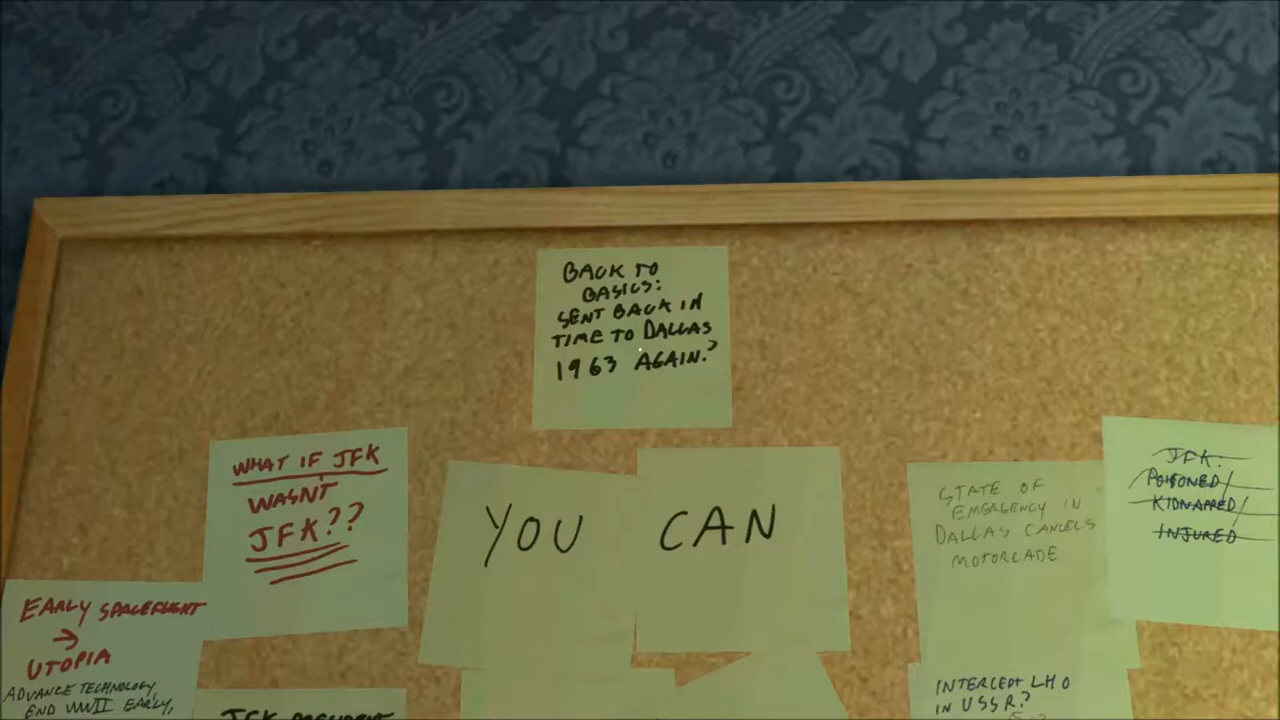 BACK TO
BASICS:
SENT BACK IN
TIME TO DALLAS
1963 AGAIN?
WHAT IF JFK
WASN'T
JFK??
YOU
CAN
STATE OF
EMERGENCY IN
DALLAS CANCELS
MOTORCADE
JFK:
POISONED/
KIDNAPPED/
INJURED
EARLY SPACEFLIGHT
→
UTOPIA
ADVANCE TECHNOLOGY,
END WWII EARLY,
JFK PRESIDENT
INTERCEPT LHO
IN USSR?